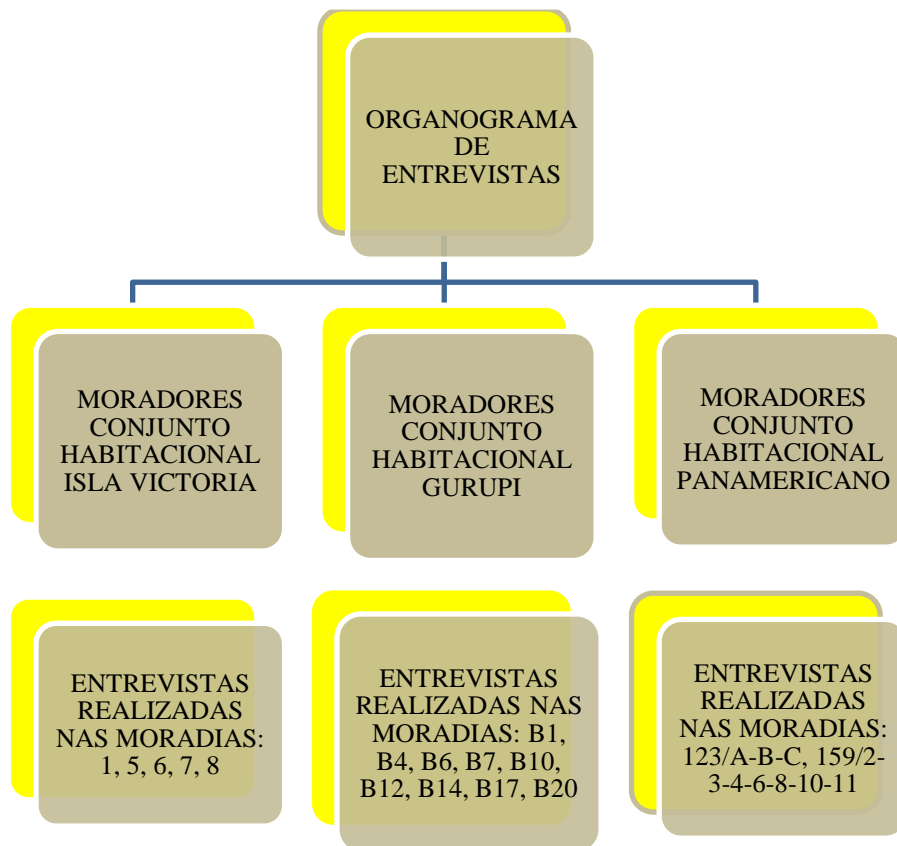 ORGANOGRAMA
DE
ENTREVISTAS
MORADORES
CONJUNTO
HABITACIONAL
ISLA VICTORIA
MORADORES
CONJUNTO
HABITACIONAL
GURUPI
MORADORES
CONJUNTO
HABITACIONAL
PANAMERICANO
ENTREVISTAS
REALIZADAS
NAS MORADIAS:
1, 5, 6, 7, 8
ENTREVISTAS
REALIZADAS NAS
MORADIAS: B1,
B4, B6, B7, B10,
B12, B14, B17, B20
ENTREVISTAS
REALIZADAS
NAS MORADIAS:
123/A-B-C, 159/2-
3-4-6-8-10-11